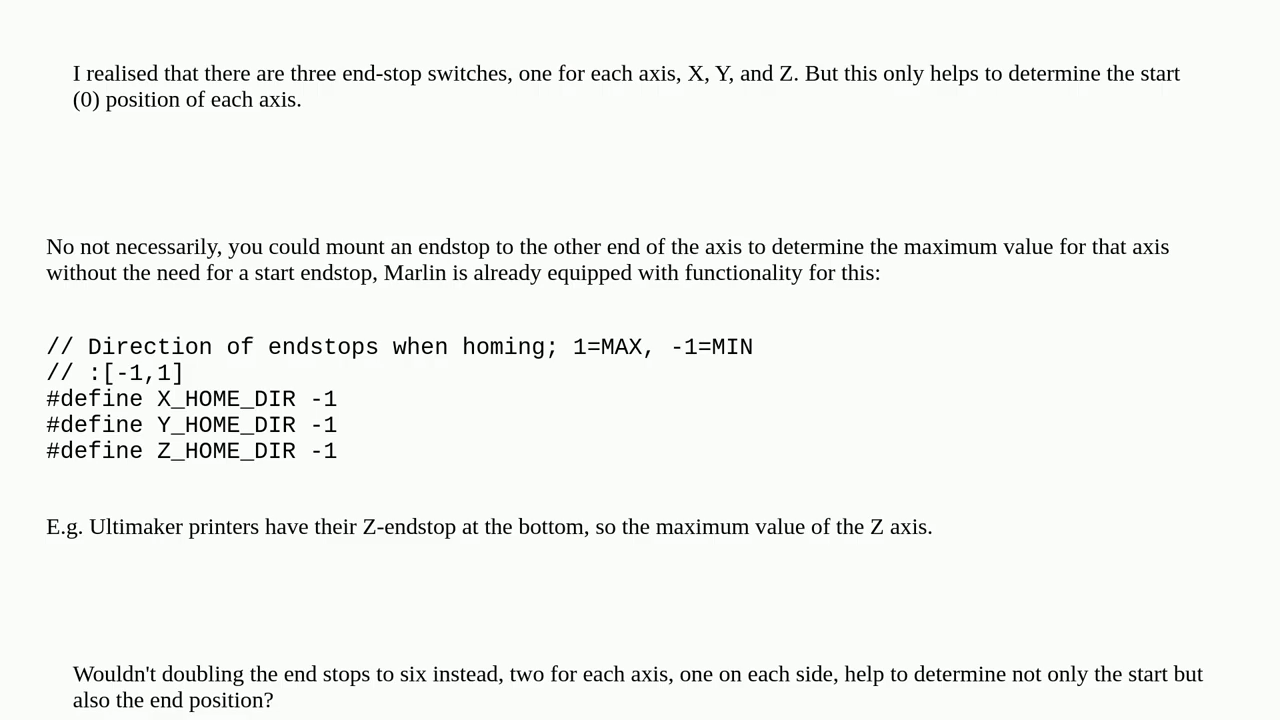 I realised that there are three end-stop switches, one for each axis, X, Y, and Z. But this only helps to determine the start
(0) position of each axis.
No not necessarily, you could mount an endstop to the other end of the axis to determine the maximum value for that axis
without the need for a start endstop, Marlin is already equipped with functionality for this:
// Direction of endstops when homing; 1=MAX, -1=MIN
// :[-1,1]
#define X_HOME_DIR -1
#define Y_HOME_DIR -1
#define Z_HOME_DIR -1
E.g. Ultimaker printers have their Z-endstop at the bottom, so the maximum value of the Z axis.
Wouldn't doubling the end stops to six instead, two for each axis, one on each side, help to determine not only the start but
also the end position?